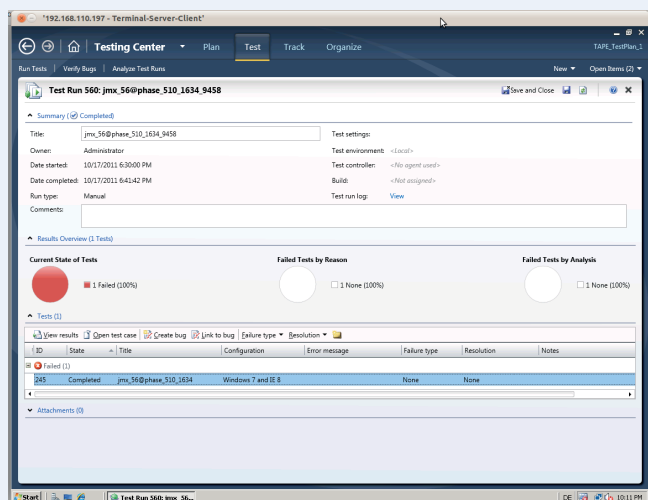 '192.168.110.197 - Terminal-Server-Client'
Testing Center Plan Test Track Organize
TAPE_TestPlan_1
Run Tests Verify Bugs Analyze Test Runs New Open Items (2)
Test Run 560: jmx_56@phase_510_1634_9458 Save and Close
Summary ( Completed)
Title: jmx_56@phase_510_1634_9458 Test settings:
Owner: Administrator Test environment: <Local>
Date started: 10/17/2011 6:30:00 PM Test controller: <No agent used>
Date completed: 10/17/2011 6:41:42 PM Build: <Not assigned>
Run type: Manual Test run log: View
Comments:
Results Overview (1 Tests)
Current State of Tests Failed Tests by Reason Failed Tests by Analysis
1 Failed (100%) 1 None (100%) 1 None (100%)
Tests (1)
View results Open test case Create bug Link to bug Failure type Resolution
ID State Title Configuration Error message Failure type Resolution Notes
Failed (1)
245 Completed jmx_56@phase_510_1634 Windows 7 and IE 8 None None
Attachments (0)
Start Test Run 560: jmx_56... DE 10:11 PM